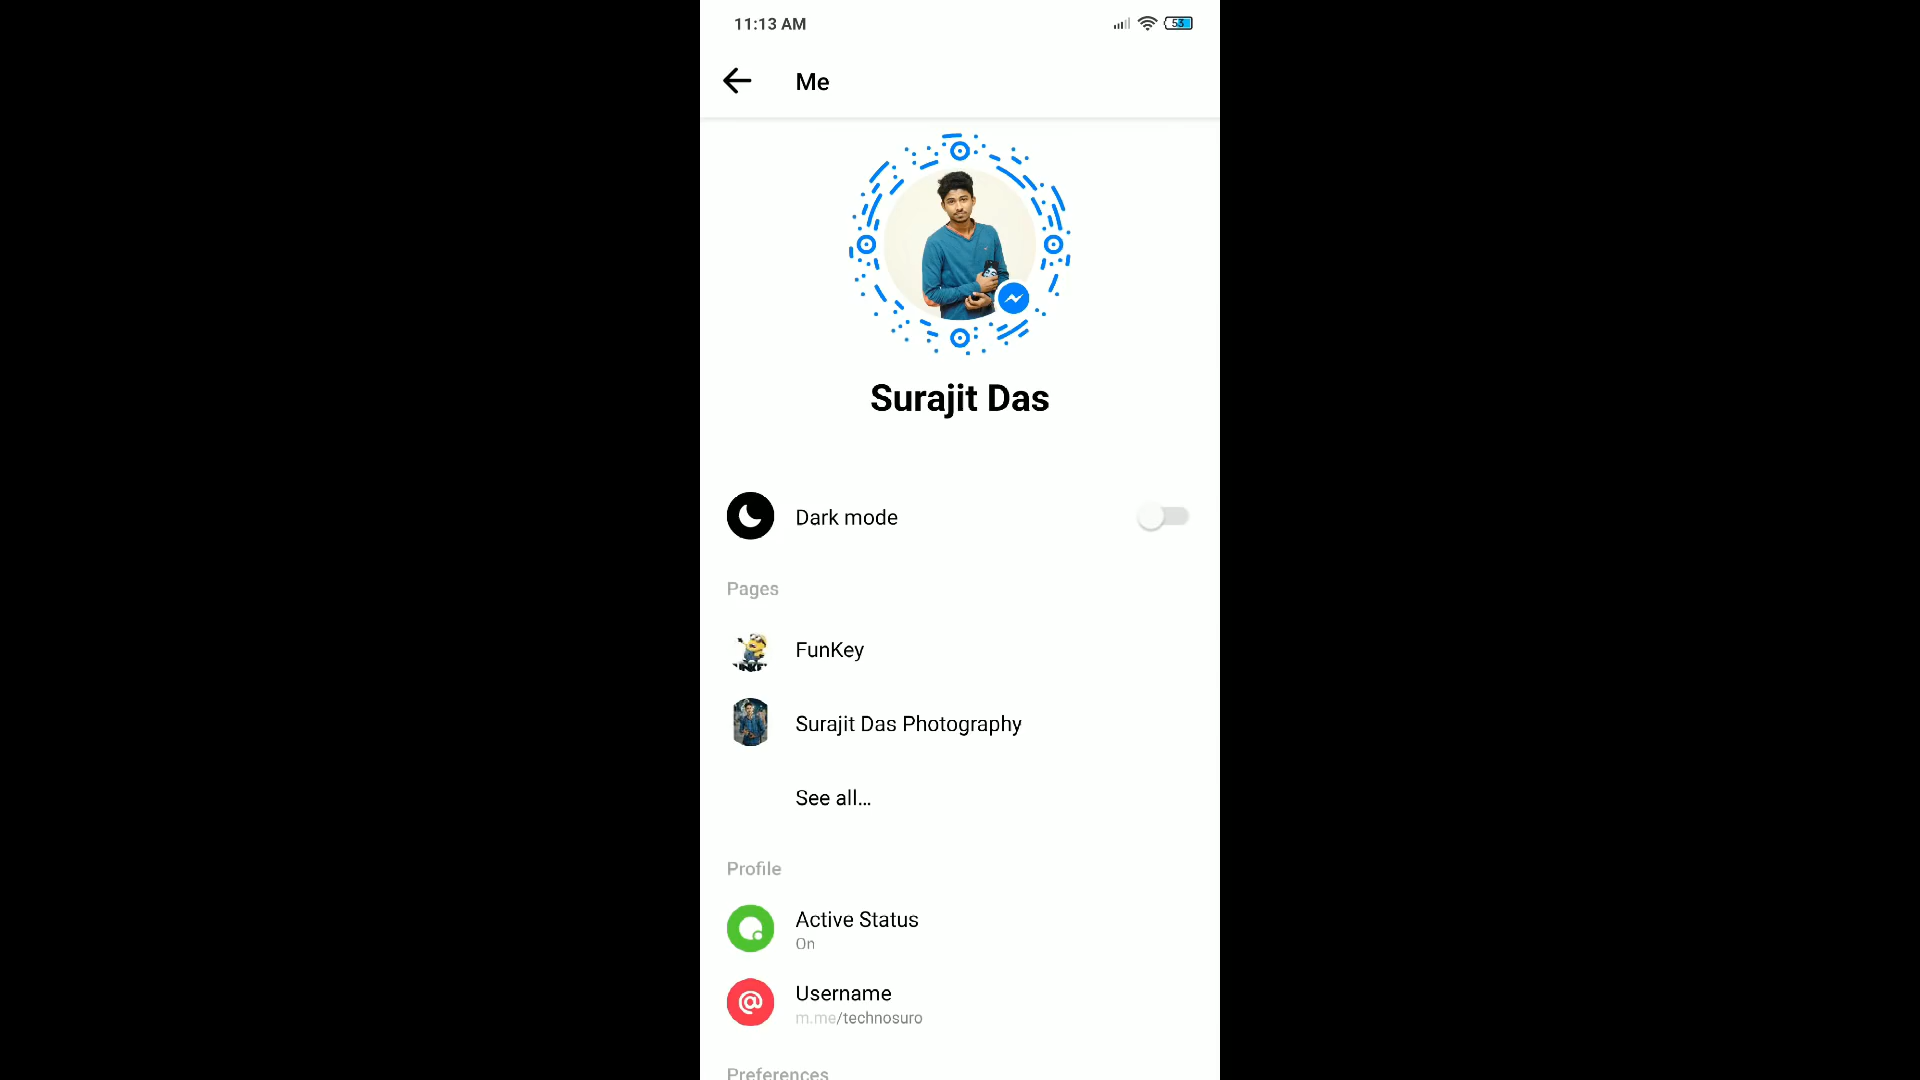 11:13 AM
53
Me
Surajit Das
Dark mode
Pages
FunKey
Surajit Das Photography
See all...
Profile
Active Status
On
Username
m.me/technosuro
Preferences